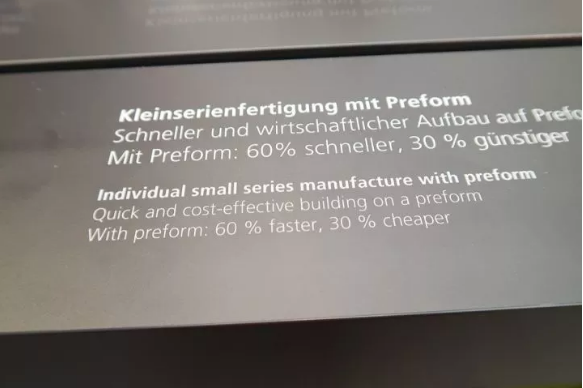 Kleinserienfertigung mit Preform
Schneller und wirtschaftlicher Aufbau auf Prefo
Mit Preform: 60% schneller, 30 % günstiger
Individual small series manufacture with preform
Quick and cost-effective building on a preform
With preform: 60 % faster, 30 % cheaper